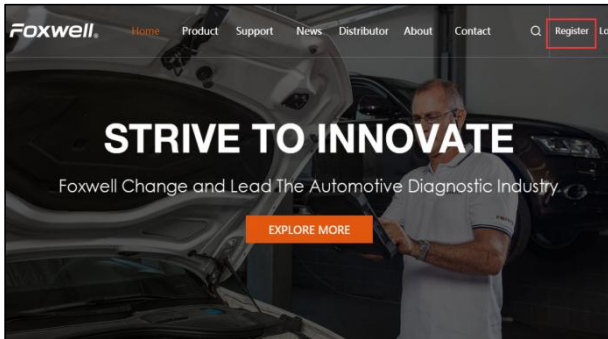 FOXWELL®
Home Product Support News Distributor About Contact Register Lo
STRIVE TO INNOVATE
Foxwell Change and Lead The Automotive Diagnostic Industry.
EXPLORE MORE